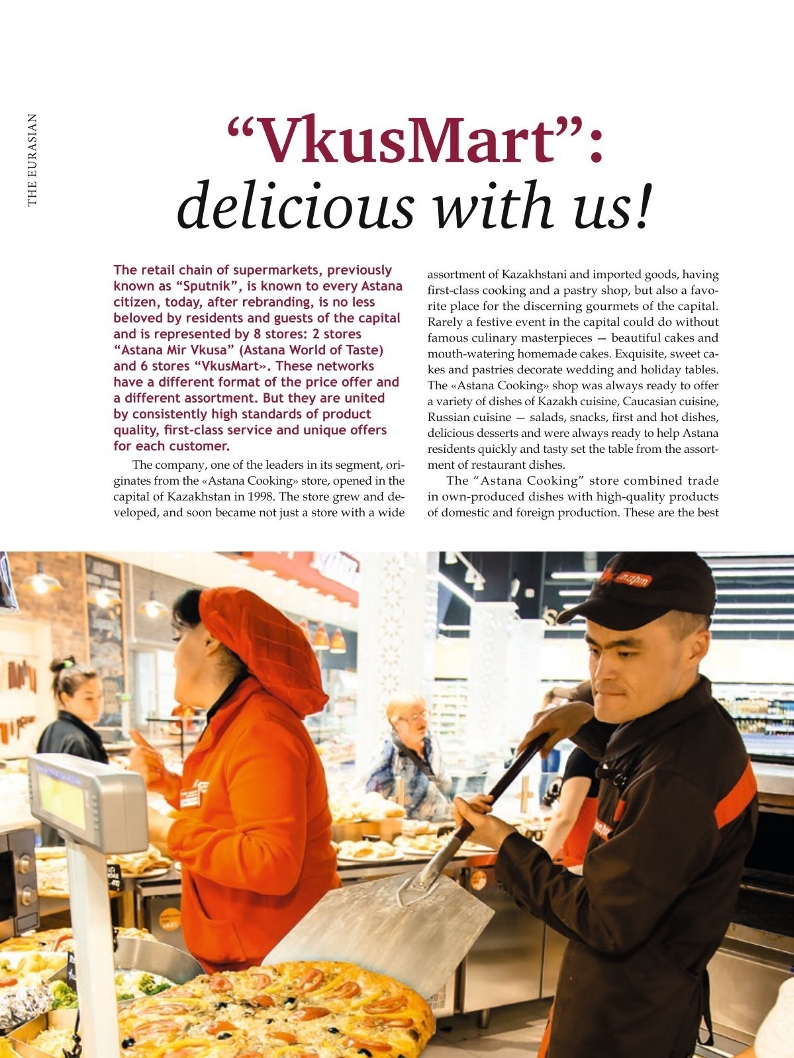 THE EURASIAN
“VkusMart”:
delicious with us!
The retail chain of supermarkets, previously
known as “Sputnik”, is known to every Astana
citizen, today, after rebranding, is no less
beloved by residents and guests of the capital
and is represented by 8 stores: 2 stores
“Astana Mir Vkusa” (Astana World of Taste)
and 6 stores “VkusMart». These networks
have a different format of the price offer and
a different assortment. But they are united
by consistently high standards of product
quality, first-class service and unique offers
for each customer.
The company, one of the leaders in its segment, ori-
ginates from the «Astana Cooking» store, opened in the
capital of Kazakhstan in 1998. The store grew and de-
veloped, and soon became not just a store with a wide
assortment of Kazakhstani and imported goods, having
first-class cooking and a pastry shop, but also a favo-
rite place for the discerning gourmets of the capital.
Rarely a festive event in the capital could do without
famous culinary masterpieces — beautiful cakes and
mouth-watering homemade cakes. Exquisite, sweet ca-
kes and pastries decorate wedding and holiday tables.
The «Astana Cooking» shop was always ready to offer
a variety of dishes of Kazakh cuisine, Caucasian cuisine,
Russian cuisine — salads, snacks, first and hot dishes,
delicious desserts and were always ready to help Astana
residents quickly and tasty set the table from the assort-
ment of restaurant dishes.
The “Astana Cooking” store combined trade
in own-produced dishes with high-quality products
of domestic and foreign production. These are the best